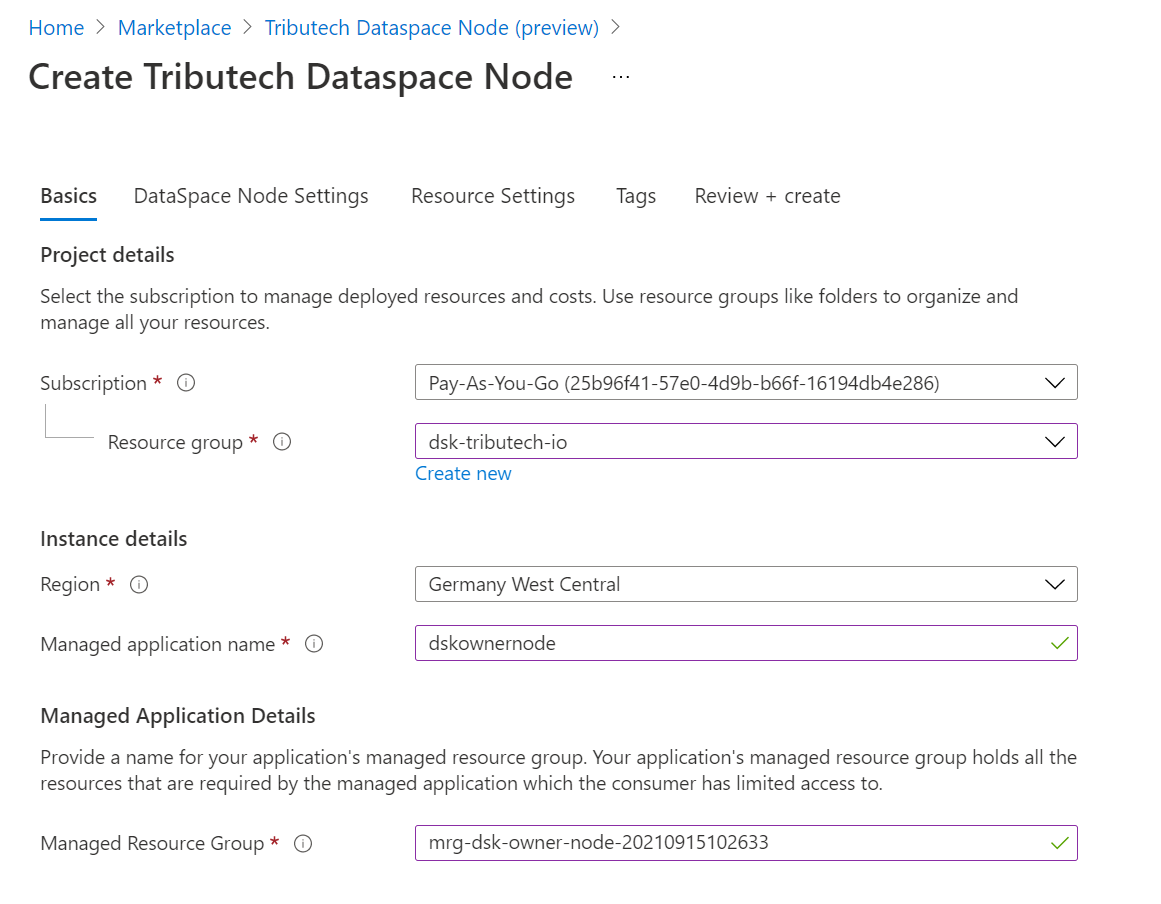 Home > Marketplace > Tributech Dataspace Node (preview) >
Create Tributech Dataspace Node ...
Basics DataSpace Node Settings Resource Settings Tags Review + create
Project details
Select the subscription to manage deployed resources and costs. Use resource groups like folders to organize and
manage all your resources.
Subscription * Pay-As-You-Go (25b96f41-57e0-4d9b-b66f-16194db4e286)
Resource group * dsk-tributech-io
Create new
Instance details
Region * Germany West Central
Managed application name * dskownernode
Managed Application Details
Provide a name for your application's managed resource group. Your application's managed resource group holds all the
resources that are required by the managed application which the consumer has limited access to.
Managed Resource Group * mrg-dsk-owner-node-20210915102633